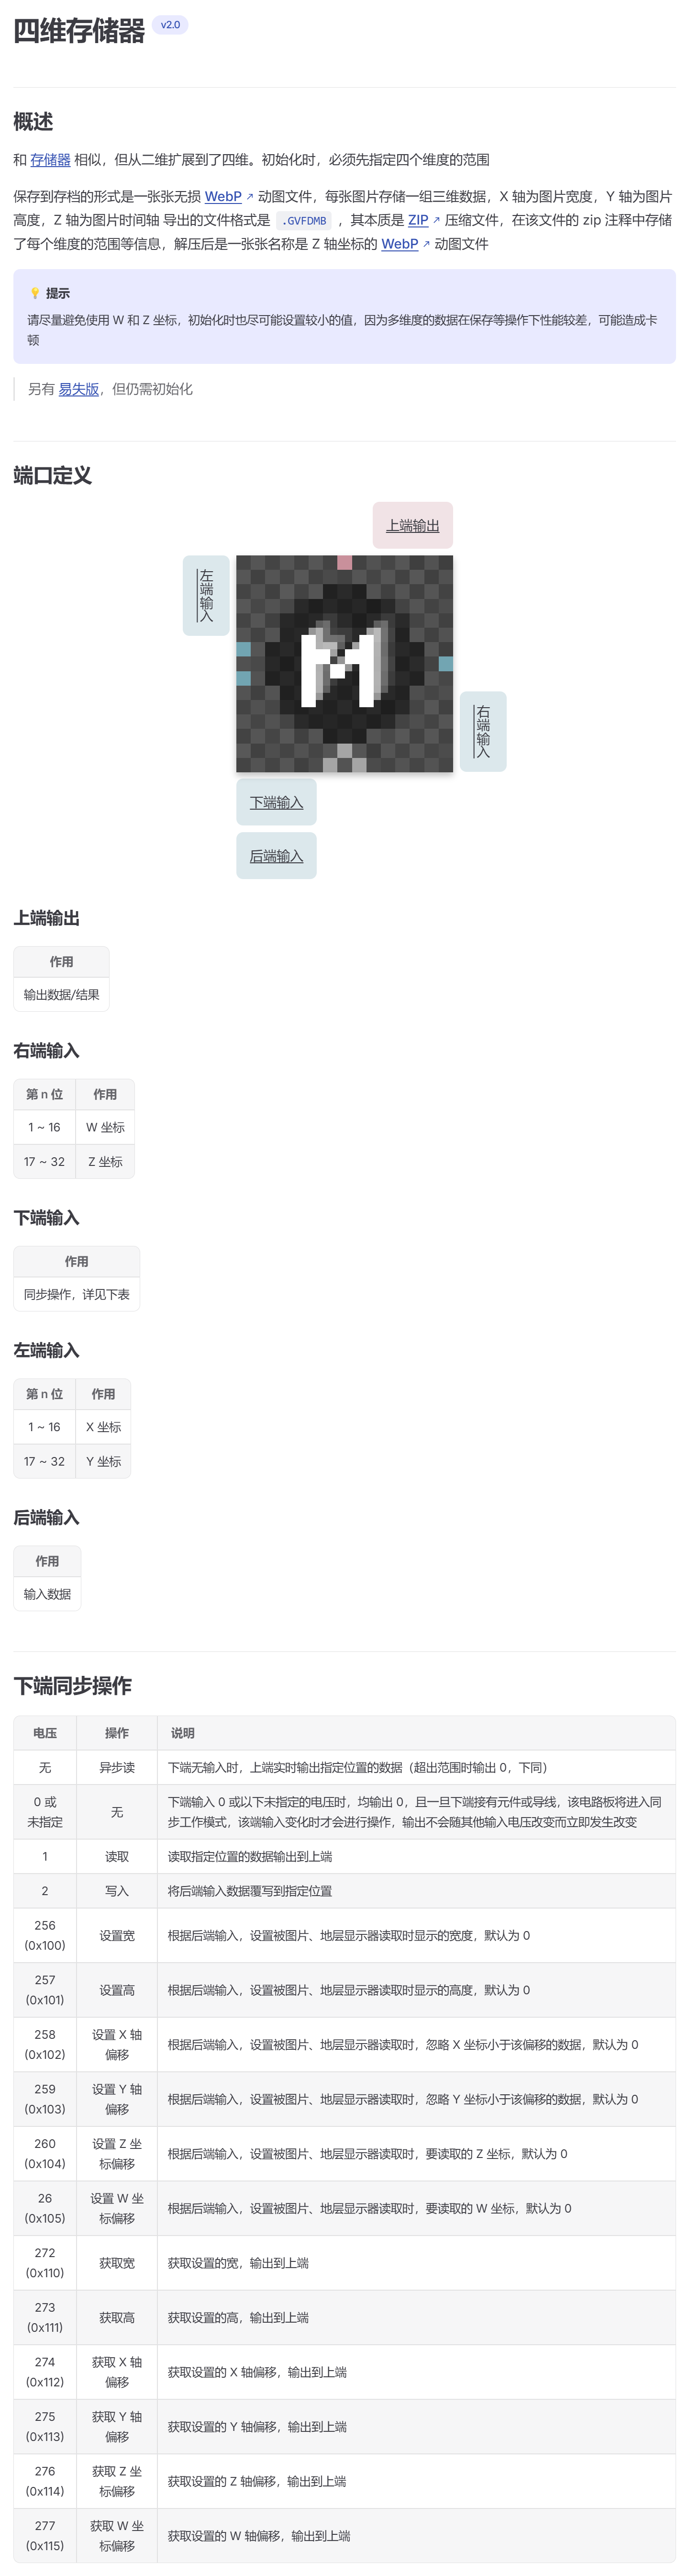 四维存储器 v2.0
概述
和 存储器 相似，但从二维扩展到了四维。初始化时，必须先指定四个维度的范围
保存到存档的形式是一张张无损 WebP ↗ 动图文件，每张图片存储一组三维数据，X 轴为图片宽度，Y 轴为图片
高度，Z 轴为图片时间轴 导出的文件格式是 .GVFDMB ，其本质是 ZIP ↗ 压缩文件，在该文件的 zip 注释中存储
了每个维度的范围等信息，解压后是一张张名称是 Z 轴坐标的 WebP ↗ 动图文件
💡 提示
请尽量避免使用 W 和 Z 坐标，初始化时也尽可能设置较小的值，因为多维度的数据在保存等操作下性能较差，可能造成卡
顿
另有 易失版，但仍需初始化
端口定义
上端输出
左端输入
右端输入
下端输入
后端输入
上端输出
作用
输出数据/结果
右端输入
第 n 位 作用
1 ~ 16 W 坐标
17 ~ 32 Z 坐标
下端输入
作用
同步操作，详见下表
左端输入
第 n 位 作用
1 ~ 16 X 坐标
17 ~ 32 Y 坐标
后端输入
作用
输入数据
下端同步操作
电压 操作 说明
无 异步读 下端无输入时，上端实时输出指定位置的数据（超出范围时输出 0，下同）
0 或
未指定
无
下端输入 0 或以下未指定的电压时，均输出 0，且一旦下端接有元件或导线，该电路板将进入同
步工作模式，该端输入变化时才会进行操作，输出不会随其他输入电压改变而立即发生改变
1 读取 读取指定位置的数据输出到上端
2 写入 将后端输入数据覆写到指定位置
256
(0x100)
设置宽 根据后端输入，设置被图片、地层显示器读取时显示的宽度，默认为 0
257
(0x101)
设置高 根据后端输入，设置被图片、地层显示器读取时显示的高度，默认为 0
258
(0x102)
设置 X 轴
偏移
根据后端输入，设置被图片、地层显示器读取时，忽略 X 坐标小于该偏移的数据，默认为 0
259
(0x103)
设置 Y 轴
偏移
根据后端输入，设置被图片、地层显示器读取时，忽略 Y 坐标小于该偏移的数据，默认为 0
260
(0x104)
设置 Z 坐
标偏移
根据后端输入，设置被图片、地层显示器读取时，要读取的 Z 坐标，默认为 0
26
(0x105)
设置 W 坐
标偏移
根据后端输入，设置被图片、地层显示器读取时，要读取的 W 坐标，默认为 0
272
(0x110)
获取宽 获取设置的宽，输出到上端
273
(0x111)
获取高 获取设置的高，输出到上端
274
(0x112)
获取 X 轴
偏移
获取设置的 X 轴偏移，输出到上端
275
(0x113)
获取 Y 轴
偏移
获取设置的 Y 轴偏移，输出到上端
276
(0x114)
获取 Z 坐
标偏移
获取设置的 Z 轴偏移，输出到上端
277
(0x115)
获取 W 坐
标偏移
获取设置的 W 轴偏移，输出到上端